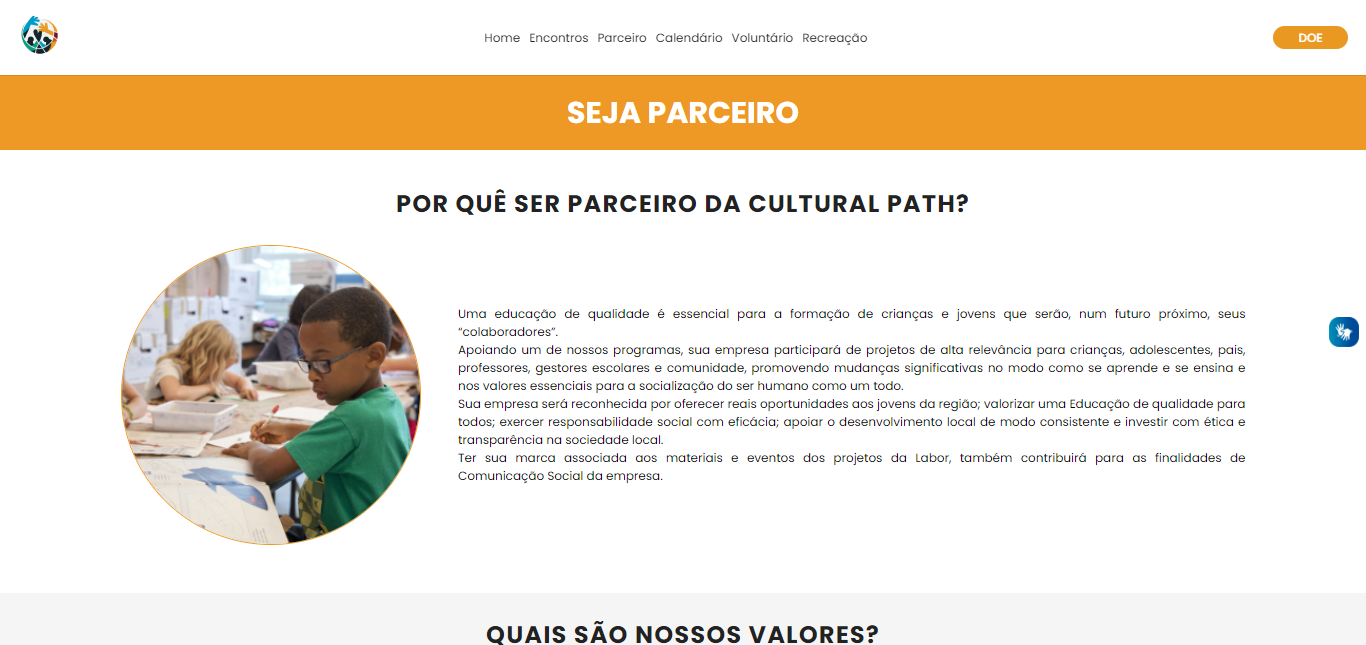 Home Encontros Parceiro Calendário Voluntário Recreação
DOE
SEJA PARCEIRO
POR QUÊ SER PARCEIRO DA CULTURAL PATH?
Uma educação de qualidade é essencial para a formação de crianças e jovens que serão, num futuro próximo, seus
“colaboradores”.
Apoiando um de nossos programas, sua empresa participará de projetos de alta relevância para crianças, adolescentes, pais,
professores, gestores escolares e comunidade, promovendo mudanças significativas no modo como se aprende e se ensina e
nos valores essenciais para a socialização do ser humano como um todo.
Sua empresa será reconhecida por oferecer reais oportunidades aos jovens da região; valorizar uma Educação de qualidade para
todos; exercer responsabilidade social com eficácia; apoiar o desenvolvimento local de modo consistente e investir com ética e
transparência na sociedade local.
Ter sua marca associada aos materiais e eventos dos projetos da Labor, também contribuirá para as finalidades de
Comunicação Social da empresa.
QUAIS SÃO NOSSOS VALORES?